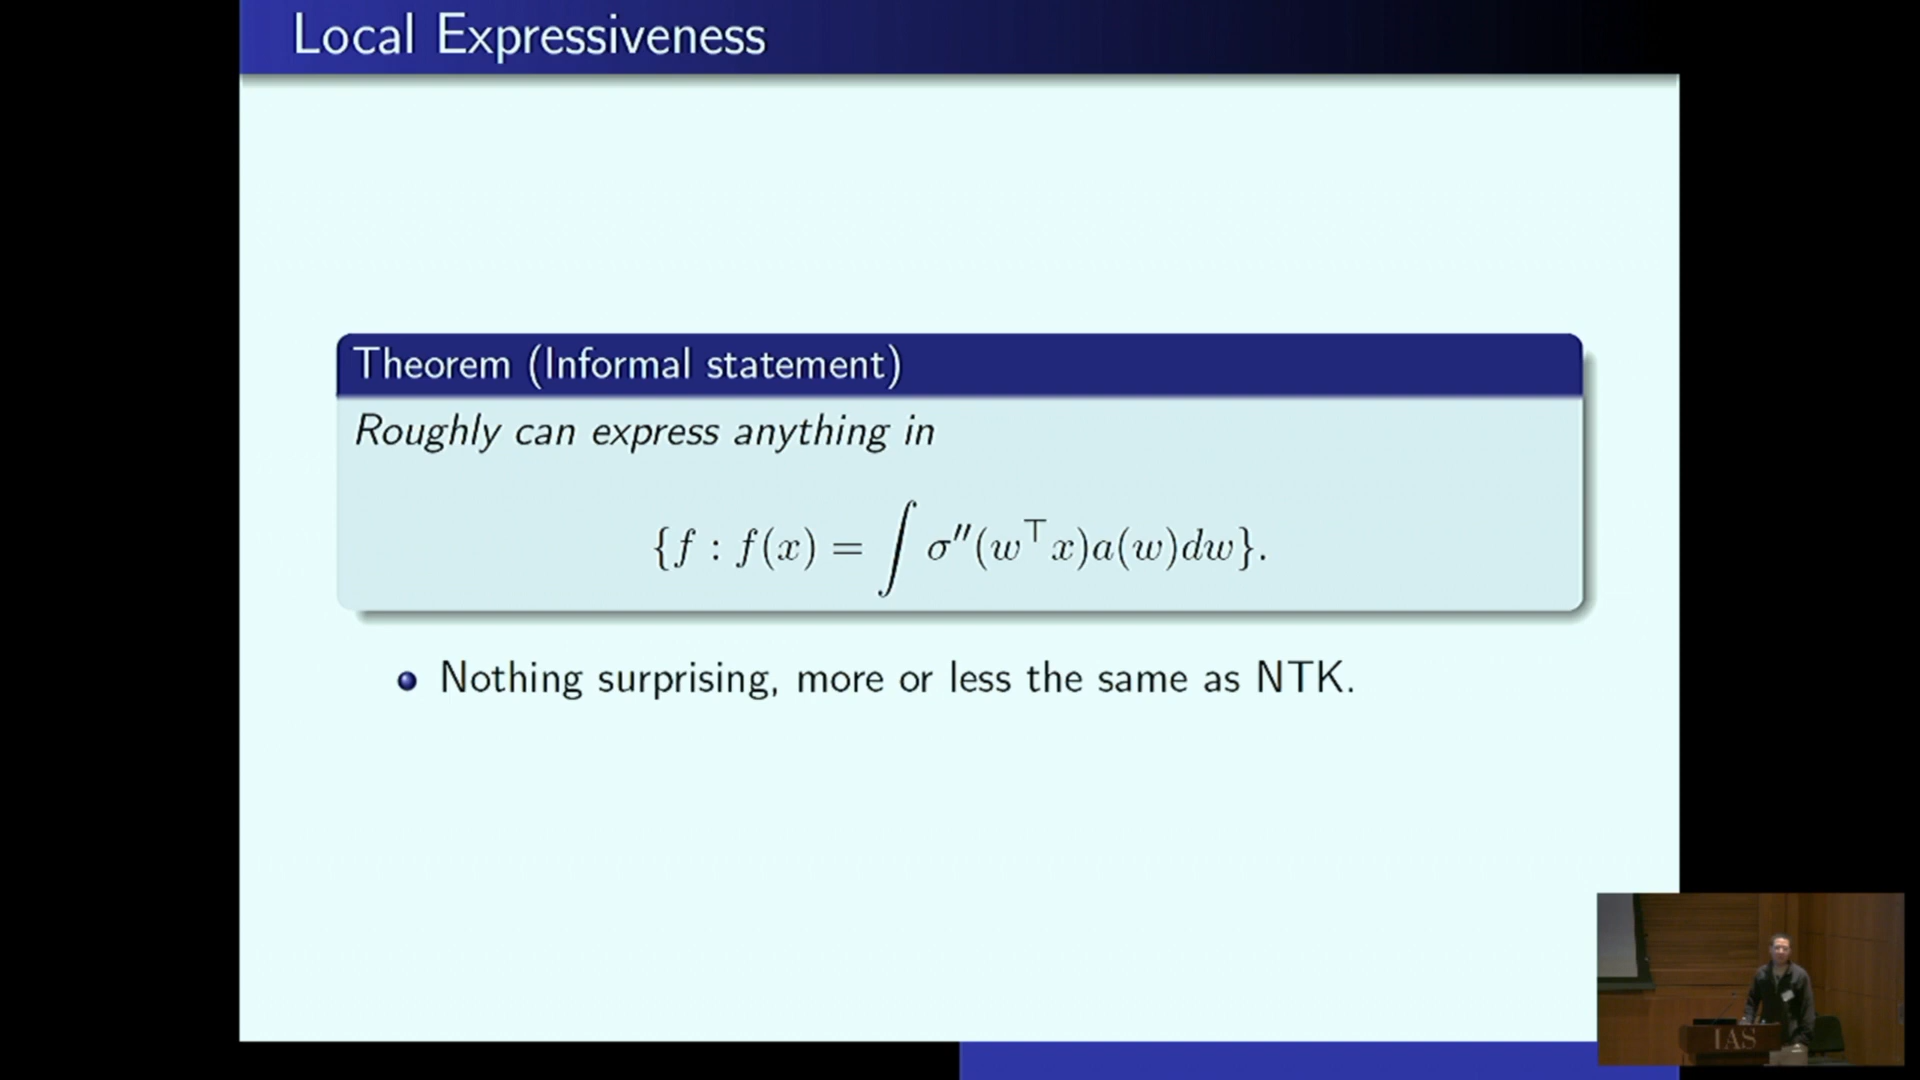 Local Expressiveness
Theorem (Informal statement)
Roughly can express anything in
{f : f(x) = ∫ σ″(w⊤x)a(w)dw}.
Nothing surprising, more or less the same as NTK.
IAS